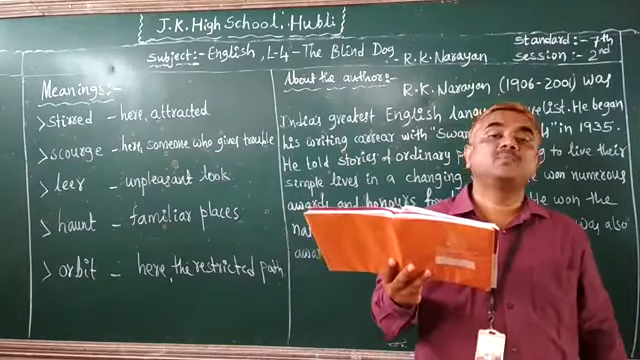 J.K.High School: Hubli
Subject:- English, L-4 - The Blind Dog - R.K.Narayan
Standard:- 7th
Session :- 2nd
Meanings:-
>stirred - here, attracted
>scourge - here, someone who gives trouble
>leer - unpleasant look
>haunt - familiar places
>orbit - here, the restricted path
About the author:-
R.K.Narayan (1906-2001) was
India's greatest English novelist. He began
his writing carrear with "Swa in 1935.
He told stories of ordinary to live their
simple lives in a changing won numerous
awards and honours He won the
was also